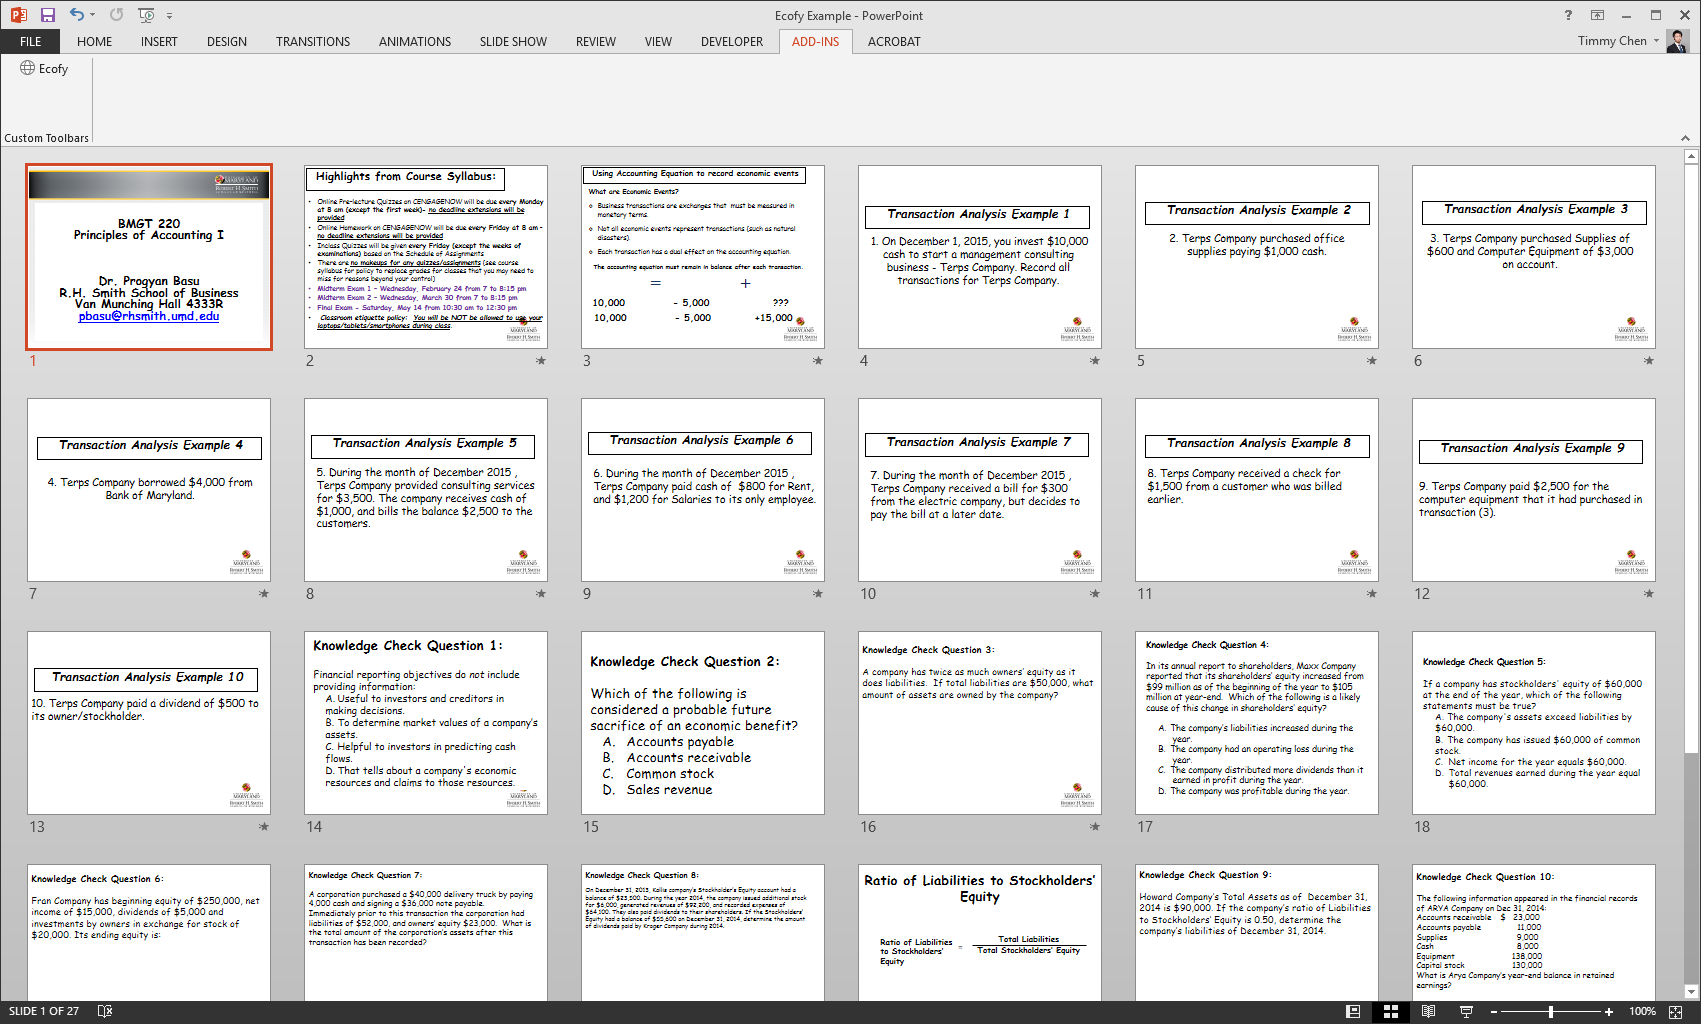 Ecofy Example - PowerPoint
FILE HOME INSERT DESIGN TRANSITIONS ANIMATIONS SLIDE SHOW REVIEW VIEW DEVELOPER ADD-INS ACROBAT
Timmy Chen
Ecofy
Custom Toolbars
MARYLAND
ROBERT H. SMITH
BMGT 220
Principles of Accounting I
Dr. Progyan Basu
R.H. Smith School of Business
Van Munching Hall 4333R
pbasu@rhsmith.umd.edu
1
Highlights from Course Syllabus:
• Online Pre-lecture Quizzes on CENGAGENOW will be due every Monday
at 8 am (except the first week)- no deadline extensions will be
provided
• Online Homework on CENGAGENOW will be due every Friday at 8 am -
no deadline extensions will be provided
• Inclass Quizzes will be given every Friday (except the weeks of
examinations) based on the Schedule of Assignments
• There are no makeups for any quizzes/assignments (see course
syllabus for policy to replace grades for classes that you may need to
miss for reasons beyond your control)
• Midterm Exam 1 – Wednesday, February 24 from 7 to 8:15 pm
• Midterm Exam 2 – Wednesday, March 30 from 7 to 8:15 pm
• Final Exam – Saturday, May 14 from 10:30 am to 12:30 pm
• Classroom etiquette policy: You will be NOT be allowed to use your
laptops/tablets/smartphones during class.
MARYLAND
ROBERT H. SMITH
2
Using Accounting Equation to record economic events
What are Economic Events?
Business transactions are exchanges that must be measured in
monetary terms.
Not all economic events represent transactions (such as natural
disasters).
Each transaction has a dual effect on the accounting equation.
The accounting equation must remain in balance after each transaction.
= +
10,000 - 5,000 ???
10,000 - 5,000 +15,000
MARYLAND
ROBERT H. SMITH
3
Transaction Analysis Example 1
1. On December 1, 2015, you invest $10,000
cash to start a management consulting
business - Terps Company. Record all
transactions for Terps Company.
MARYLAND
ROBERT H. SMITH
4
Transaction Analysis Example 2
2. Terps Company purchased office
supplies paying $1,000 cash.
MARYLAND
ROBERT H. SMITH
5
Transaction Analysis Example 3
3. Terps Company purchased Supplies of
$600 and Computer Equipment of $3,000
on account.
MARYLAND
ROBERT H. SMITH
6
Transaction Analysis Example 4
4. Terps Company borrowed $4,000 from
Bank of Maryland.
MARYLAND
ROBERT H. SMITH
7
Transaction Analysis Example 5
5. During the month of December 2015 ,
Terps Company provided consulting services
for $3,500. The company receives cash of
$1,000, and bills the balance $2,500 to the
customers.
MARYLAND
ROBERT H. SMITH
8
Transaction Analysis Example 6
6. During the month of December 2015 ,
Terps Company paid cash of $800 for Rent,
and $1,200 for Salaries to its only employee.
MARYLAND
ROBERT H. SMITH
9
Transaction Analysis Example 7
7. During the month of December 2015 ,
Terps Company received a bill for $300
from the electric company, but decides to
pay the bill at a later date.
MARYLAND
ROBERT H. SMITH
10
Transaction Analysis Example 8
8. Terps Company received a check for
$1,500 from a customer who was billed
earlier.
MARYLAND
ROBERT H. SMITH
11
Transaction Analysis Example 9
9. Terps Company paid $2,500 for the
computer equipment that it had purchased in
transaction (3).
MARYLAND
ROBERT H. SMITH
12
Transaction Analysis Example 10
10. Terps Company paid a dividend of $500 to
its owner/stockholder.
MARYLAND
ROBERT H. SMITH
13
Knowledge Check Question 1:
Financial reporting objectives do not include
providing information:
A. Useful to investors and creditors in
making decisions.
B. To determine market values of a company's
assets.
C. Helpful to investors in predicting cash
flows.
D. That tells about a company's economic
resources and claims to those resources.
MARYLAND
ROBERT H. SMITH
14
Knowledge Check Question 2:
Which of the following is
considered a probable future
sacrifice of an economic benefit?
A. Accounts payable
B. Accounts receivable
C. Common stock
D. Sales revenue
15
Knowledge Check Question 3:
A company has twice as much owners' equity as it
does liabilities. If total liabilities are $50,000, what
amount of assets are owned by the company?
MARYLAND
ROBERT H. SMITH
16
Knowledge Check Question 4:
In its annual report to shareholders, Maxx Company
reported that its shareholders' equity increased from
$99 million as of the beginning of the year to $105
million at year-end. Which of the following is a likely
cause of this change in shareholders' equity?
A. The company's liabilities increased during the
year.
B. The company had an operating loss during the
year.
C. The company distributed more dividends than it
earned in profit during the year.
D. The company was profitable during the year.
17
Knowledge Check Question 5:
If a company has stockholders' equity of $60,000
at the end of the year, which of the following
statements must be true?
A. The company's assets exceed liabilities by
$60,000.
B. The company has issued $60,000 of common
stock.
C. Net income for the year equals $60,000.
D. Total revenues earned during the year equal
$60,000.
18
Knowledge Check Question 6:
Fran Company has beginning equity of $250,000, net
income of $15,000, dividends of $5,000 and
investments by owners in exchange for stock of
$20,000. Its ending equity is:
Knowledge Check Question 7:
A corporation purchased a $40,000 delivery truck by paying
4,000 cash and signing a $36,000 note payable.
Immediately prior to this transaction the corporation had
liabilities of $52,000, and owners' equity $23,000. What is
the total amount of the corporation's assets after this
transaction has been recorded?
Knowledge Check Question 8:
On December 31, 2013, Kallis company's Stockholder's Equity account had a
balance of $23,500. During the year 2014, the company issued additional stock
for $6,000, generated revenues of $92,200, and recorded expenses of
$64,100. They also paid dividends to their shareholders. If the Stockholders'
Equity had a balance of $55,600 on December 31, 2014, determine the amount
of dividends paid by Kroger Company during 2014.
Ratio of Liabilities to Stockholders'
Equity
Ratio of Liabilities
to Stockholders'
Equity
=
Total Liabilities
Total Stockholders' Equity
Knowledge Check Question 9:
Howard Company's Total Assets as of December 31,
2014 is $90,000. If the company's ratio of Liabilities
to Stockholders' Equity is 0.50, determine the
company's liabilities of December 31, 2014.
Knowledge Check Question 10:
The following information appeared in the financial records
of ARYA Company on Dec 31, 2014:
Accounts receivable $ 23,000
Accounts payable 11,000
Supplies 9,000
Cash 8,000
Equipment 138,000
Capital stock 130,000
What is Arya Company's year-end balance in retained
earnings?
SLIDE 1 OF 27
100%